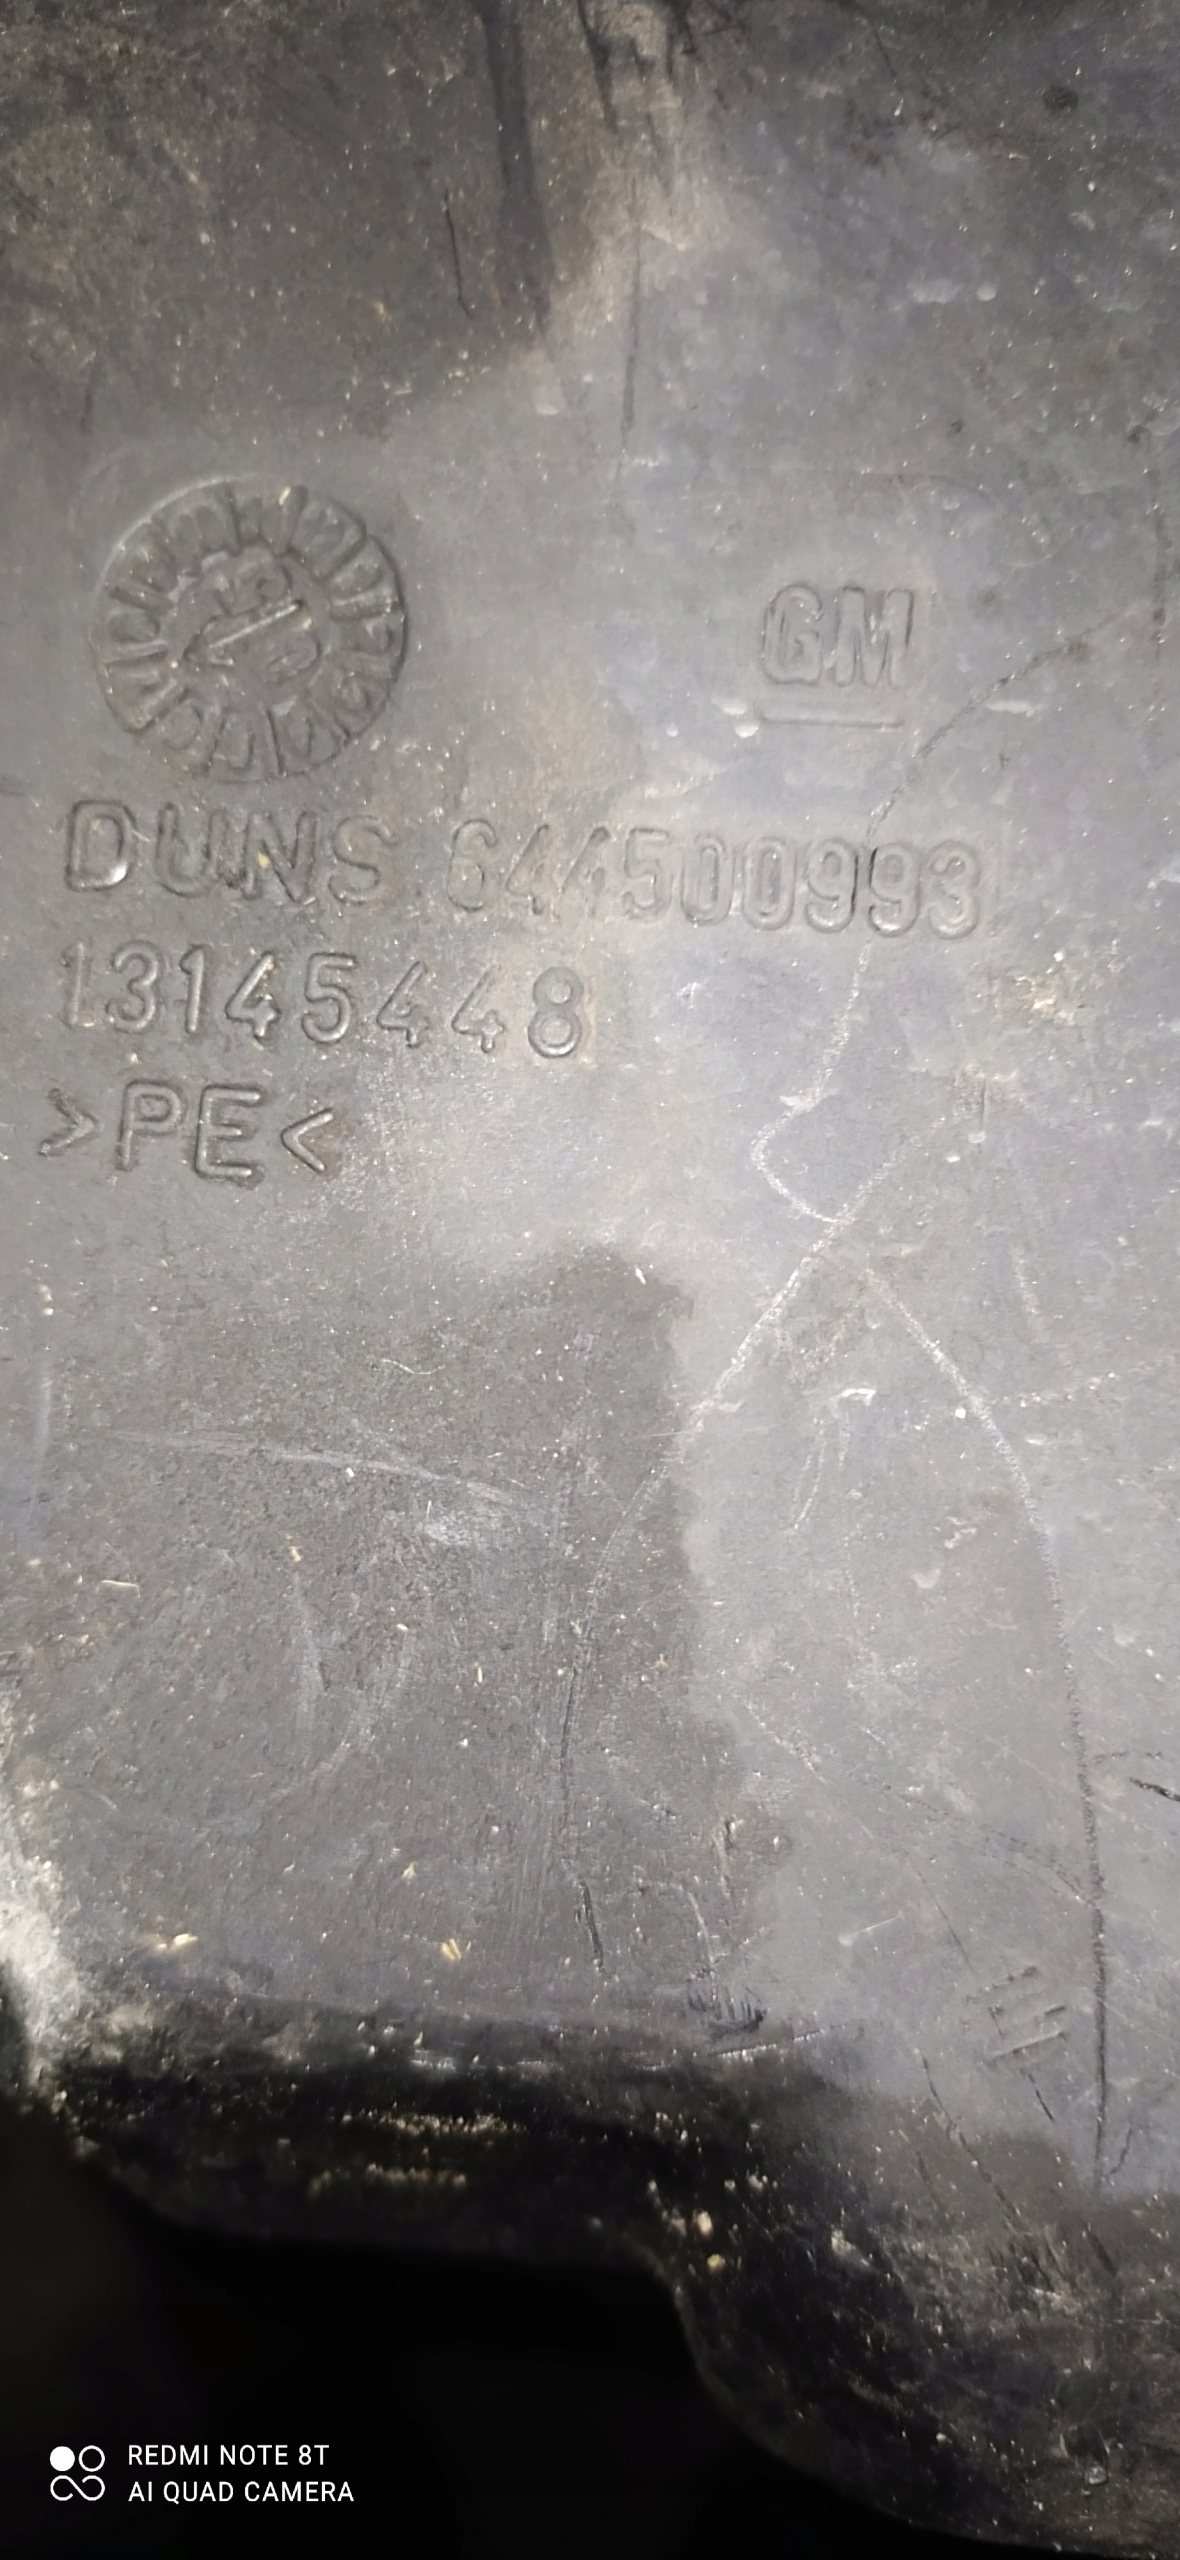 GM
DUNS 644500993
13145448
>PE<
REDMI NOTE 8T
AI QUAD CAMERA